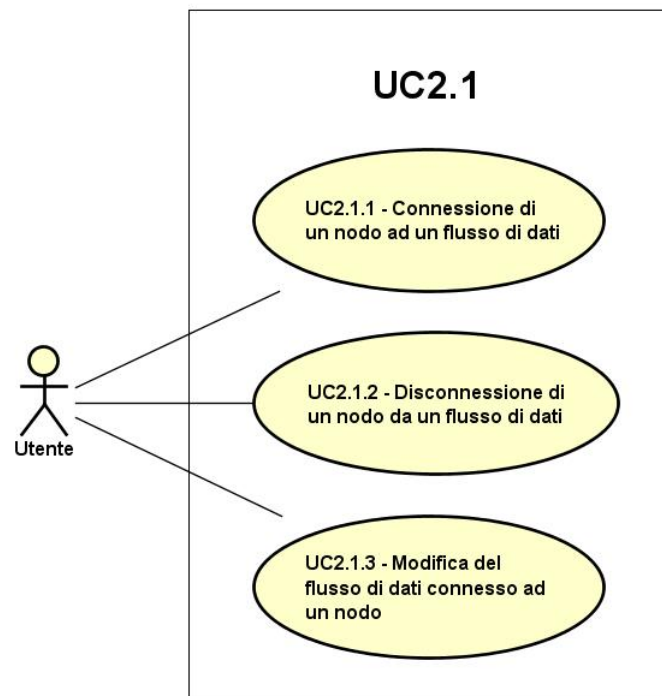 UC2.1
UC2.1.1 - Connessione di
un nodo ad un flusso di dati
UC2.1.2 - Disconnessione di
un nodo da un flusso di dati
Utente
UC2.1.3 - Modifica del
flusso di dati connesso ad
un nodo